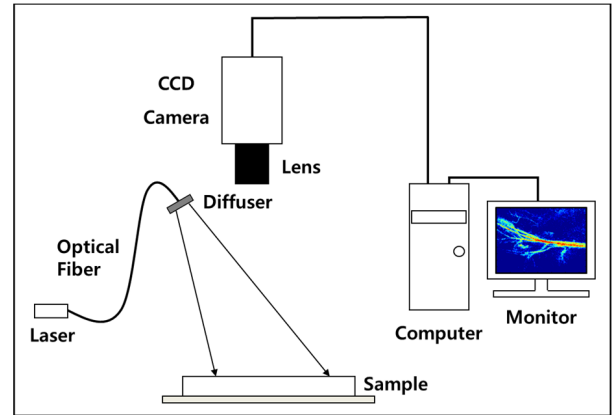 CCD
Camera
Lens
Diffuser
Optical
Fiber
Laser
Computer
Monitor
Sample